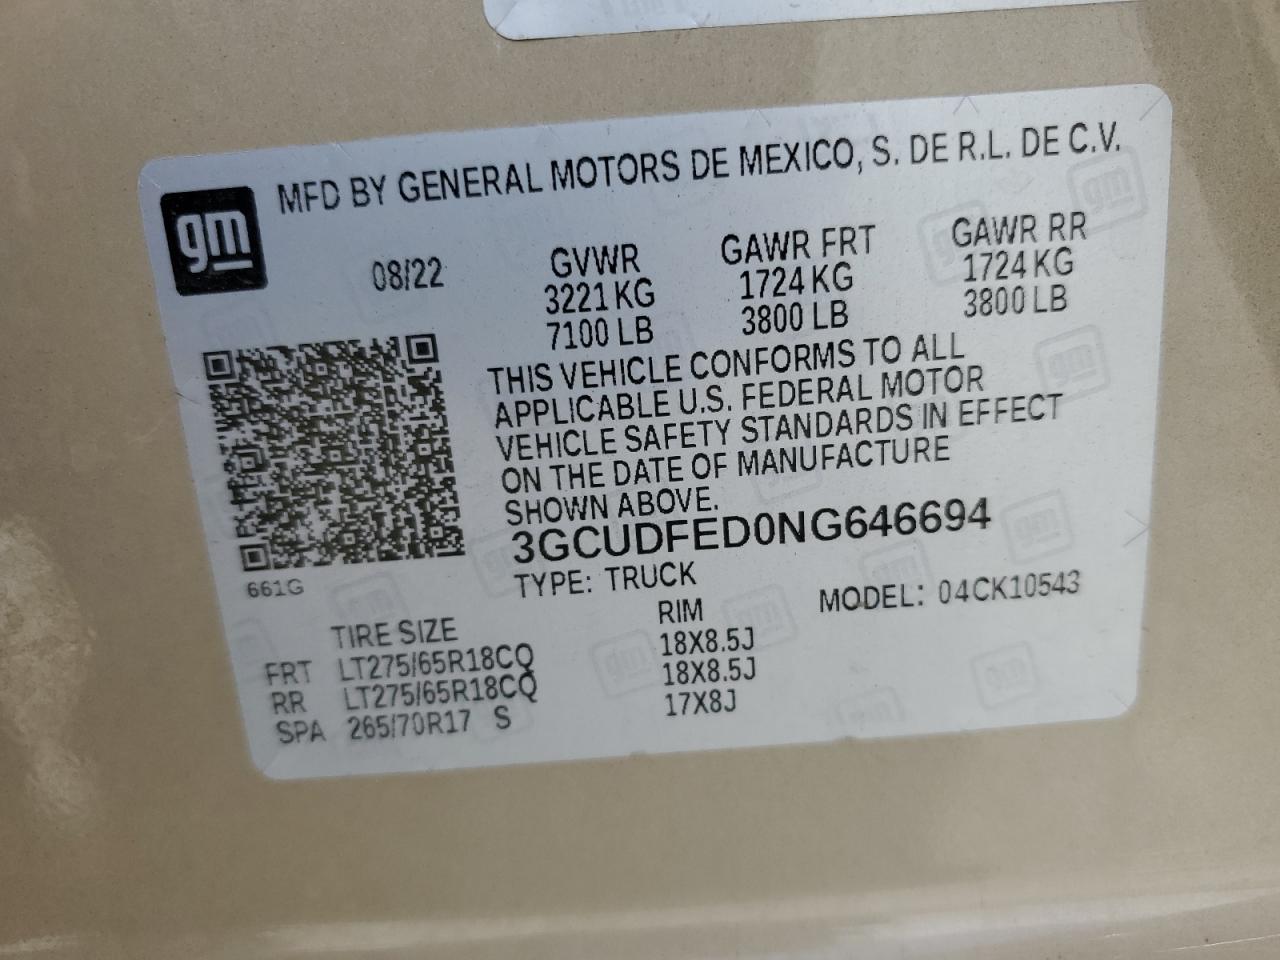 gm
MFD BY GENERAL MOTORS DE MEXICO, S. DE R.L. DE C.V.
08/22
GVWR GAWR FRT GAWR RR
3221 KG 1724 KG 1724 KG
7100 LB 3800 LB 3800 LB
THIS VEHICLE CONFORMS TO ALL
APPLICABLE U.S. FEDERAL MOTOR
VEHICLE SAFETY STANDARDS IN EFFECT
ON THE DATE OF MANUFACTURE
SHOWN ABOVE.
3GCUDFED0NG646694
661G
TYPE: TRUCK
MODEL: 04CK10543
TIRE SIZE RIM
FRT LT275/65R18CQ 18X8.5J
RR LT275/65R18CQ 18X8.5J
SPA 265/70R17 S 17X8J